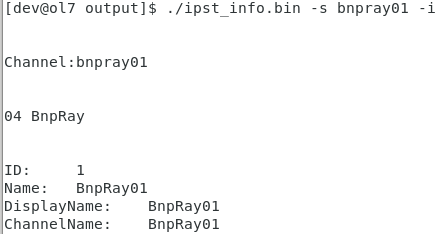 [dev@ol7 output]$ ./ipst_info.bin -s bnpray01 -i
Channel:bnpray01
04 BnpRay
ID: 1
Name: BnpRay01
DisplayName: BnpRay01
ChannelName: BnpRay01